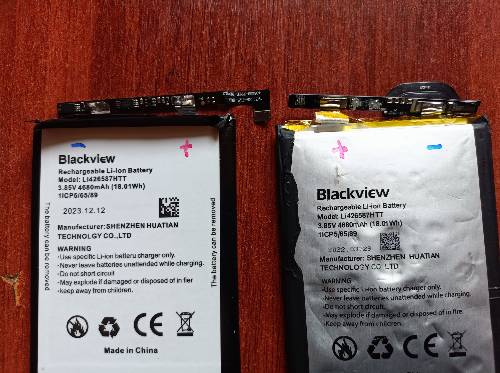 Blackview
Rechargeable Li-ion Battery
Model: Li426587HTT
3.85V 4680mAh (18.01Wh)
1ICP5/65/89
2023.12.12
Manufacturer: SHENZHEN HUATIAN
TECHNOLGY CO.,LTD
WARNING
-Use specific Li-ion battery charger only.
-Never leave batteries unattended while charging.
-Do not short circuit
-May explode if damaged or disposed of in fire
-keep away from children.
Made in China
The battery can be removed
The battery can be removed
Blackview
Rechargeable Li-ion Battery
Model: Li426587HTT
3.85V 4680mAh (18.01Wh)
1ICP5/65/89
2022.03.29
Manufacturer: SHENZHEN HUATIAN
TECHNOLOGY CO.,LTD
WARNING
-Use specific Li-ion battery charger only.
-Never leave batteries unattended while charging.
-Do not short circuit
-May explode if damaged or disposed of in fire
-keep away from children.